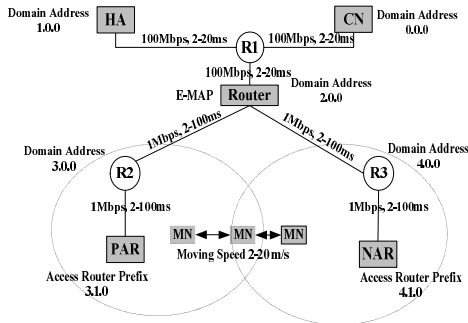 Domain Address
1.0.0
HA
CN
Domain Address
0.0.0
100Mbps, 2-20ms
R1
100Mbps, 2-20ms
100Mbps, 2-20ms
E-MAP
Router
Domain Address
2.0.0
1Mbps, 2-100ms
1Mbps, 2-100ms
Domain Address
3.0.0
Domain Address
4.0.0
R2
R3
1Mbps, 2-100ms
1Mbps, 2-100ms
MN
MN
MN
Moving Speed 2-20m/s
PAR
NAR
Access Router Prefix
3.1.0
Access Router Prefix
4.1.0